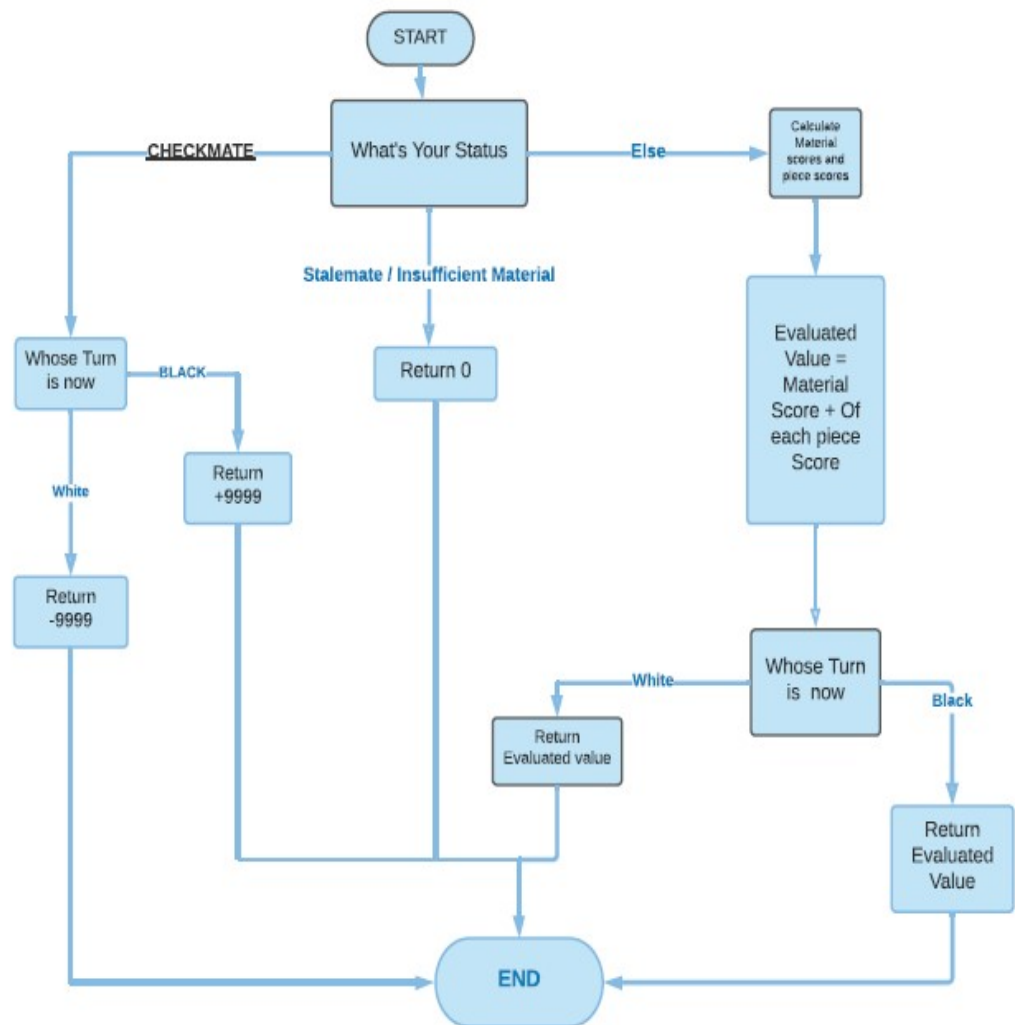 START
What's Your Status
CHECKMATE
Else
Calculate
Material
scores and
piece scores
Stalemate / Insufficient Material
Evaluated
Value =
Material
Score + Of
each piece
Score
Whose Turn
is now
BLACK
Return 0
Return
+9999
White
Return
-9999
Whose Turn
is now
White
Black
Return
Evaluated value
Return
Evaluated
Value
END